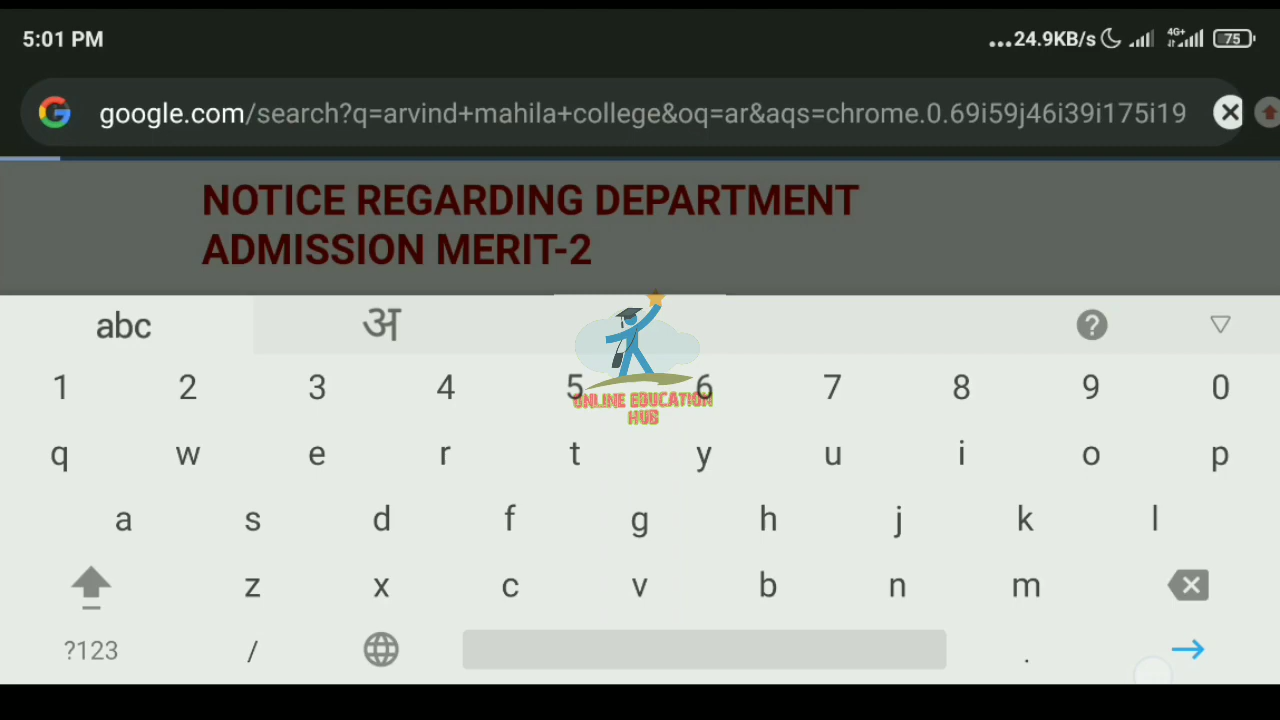 5:01 PM
...24.9KB/s 4G+ 75
google.com/search?q=arvind+mahila+college&oq=ar&aqs=chrome.0.69i59j46i39i175i19
NOTICE REGARDING DEPARTMENT
ADMISSION MERIT-2
abc अ ?
1 2 3 4 5 6 7 8 9 0
ONLINE EDUCATION
HUB
q w e r t y u i o p
a s d f g h j k l
z x c v b n m
?123 / .